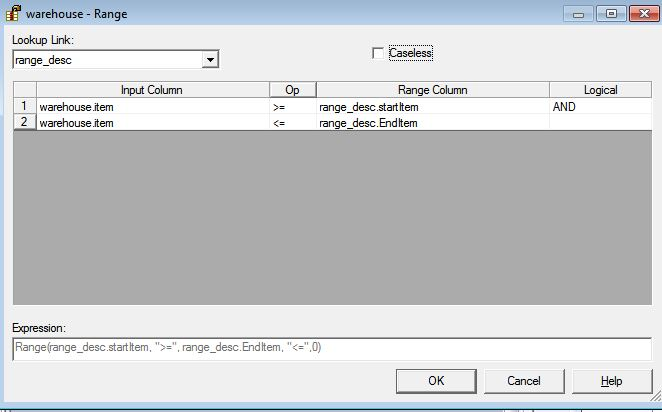 warehouse - Range
Lookup Link:
range_desc
Caseless
Input Column Op Range Column Logical
1 warehouse.item >= range_desc.startItem AND
2 warehouse.item <= range_desc.EndItem
Expression:
Range(range_desc.startItem, ">=", range_desc.EndItem, "<=",0)
OK Cancel Help